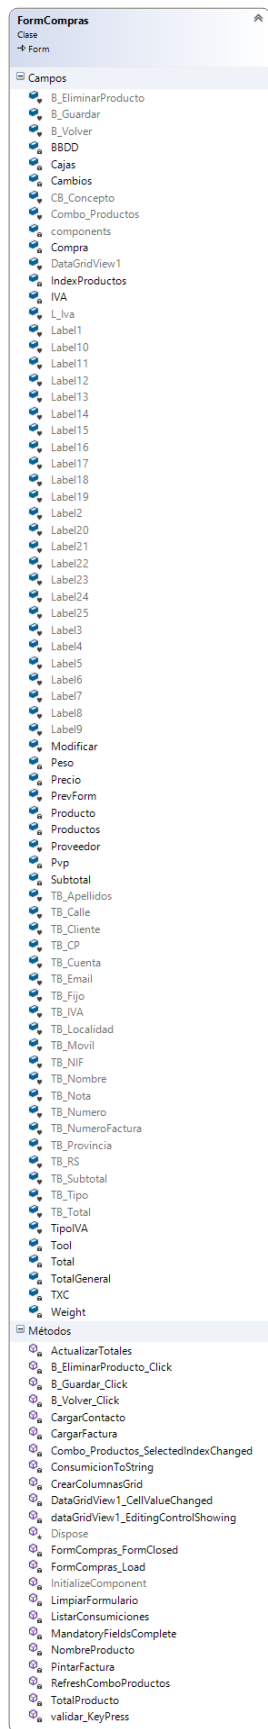 FormCompras
Clase
Form
Campos
B_EliminarProducto
B_Guardar
B_Volver
BBDD
Cajas
Cambios
CB_Concepto
Combo_Productos
components
Compra
DataGridView1
IndexProductos
IVA
L_Iva
Label1
Label10
Label11
Label12
Label13
Label14
Label15
Label16
Label17
Label18
Label19
Label2
Label20
Label21
Label22
Label23
Label24
Label25
Label3
Label4
Label5
Label6
Label7
Label8
Label9
Modificar
Peso
Precio
PrevForm
Producto
Productos
Proveedor
Pvp
Subtotal
TB_Apellidos
TB_Calle
TB_Cliente
TB_CP
TB_Cuenta
TB_Email
TB_Fijo
TB_IVA
TB_Localidad
TB_Movil
TB_NIF
TB_Nombre
TB_Nota
TB_Numero
TB_NumeroFactura
TB_Provincia
TB_RS
TB_Subtotal
TB_Tipo
TB_Total
TipoIVA
Tool
Total
TotalGeneral
TXC
Weight
Métodos
ActualizarTotales
B_EliminarProducto_Click
B_Guardar_Click
B_Volver_Click
CargarContacto
CargarFactura
Combo_Productos_SelectedIndexChanged
ConsumicionToString
CrearColumnasGrid
DataGridView1_CellValueChanged
dataGridView1_EditingControlShowing
Dispose
FormCompras_FormClosed
FormCompras_Load
InitializeComponent
LimpiarFormulario
ListarConsumiciones
MandatoryFieldsComplete
NombreProducto
PintarFactura
RefreshComboProductos
TotalProducto
validar_KeyPress